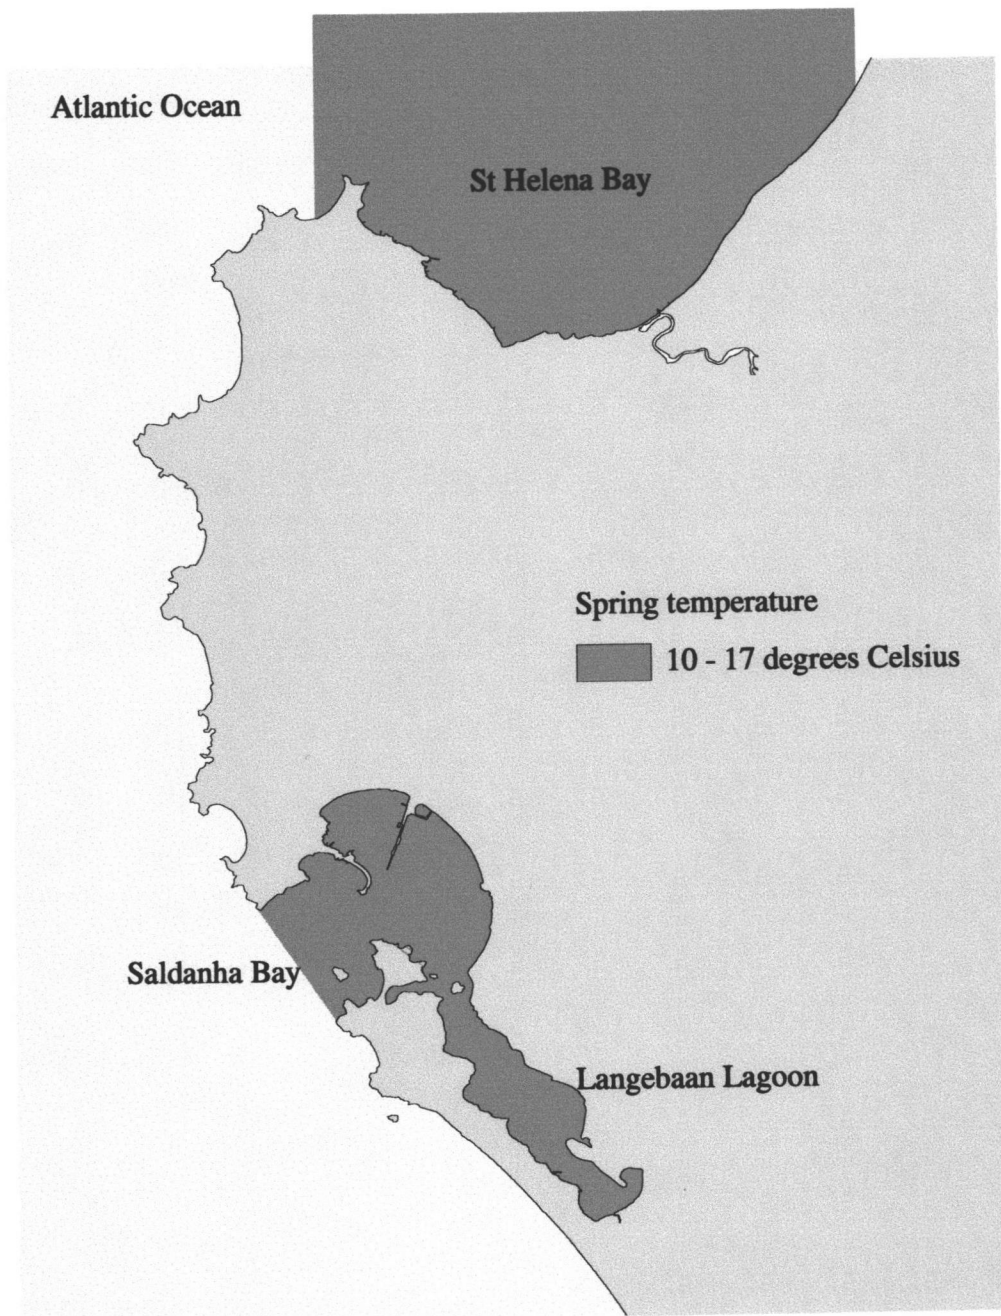 Atlantic Ocean
St Helena Bay
Spring temperature
10 - 17 degrees Celsius
Saldanha Bay
Langebaan Lagoon